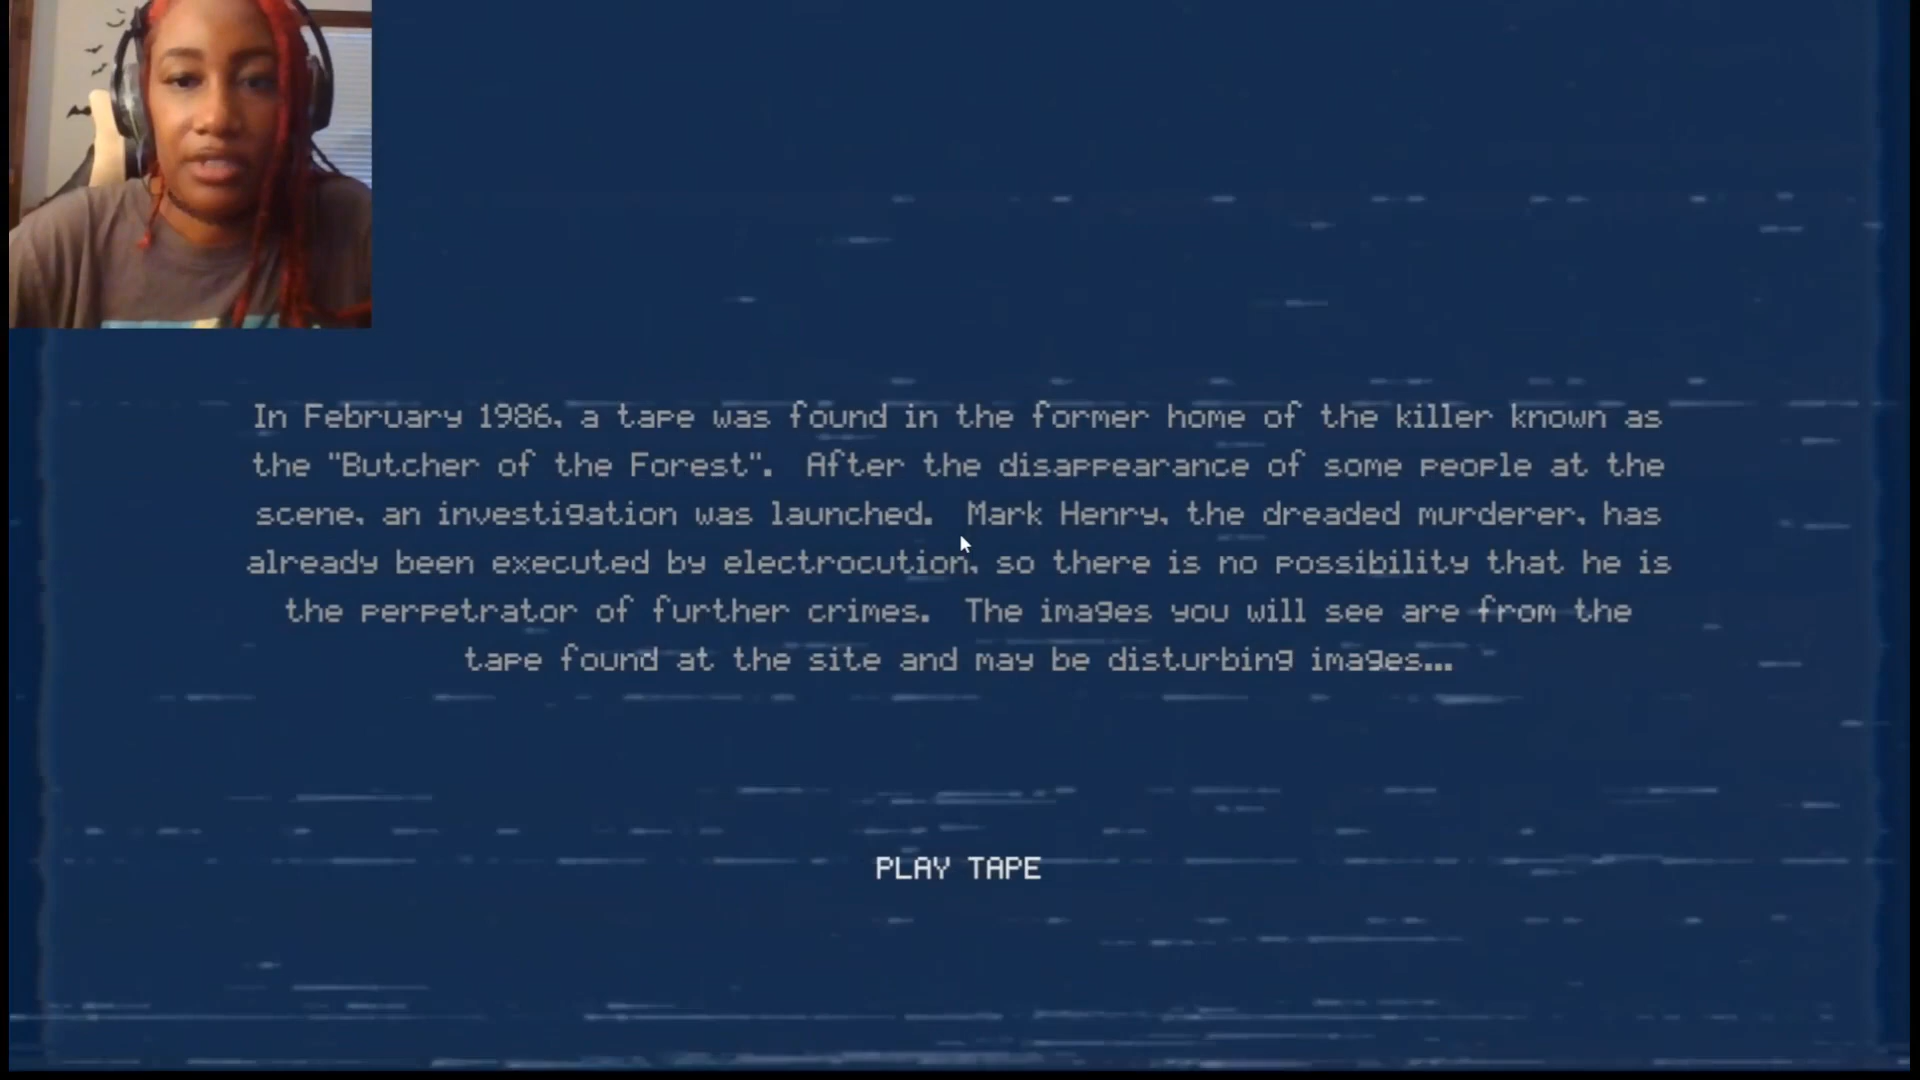 In February 1986, a tape was found in the former home of the killer known as
the "Butcher of the Forest".  After the disappearance of some people at the
scene, an investigation was launched.  Mark Henry, the dreaded murderer, has
already been executed by electrocution, so there is no possibility that he is
the perpetrator of further crimes.  The images you will see are from the
tape found at the site and may be disturbing images...
PLAY TAPE